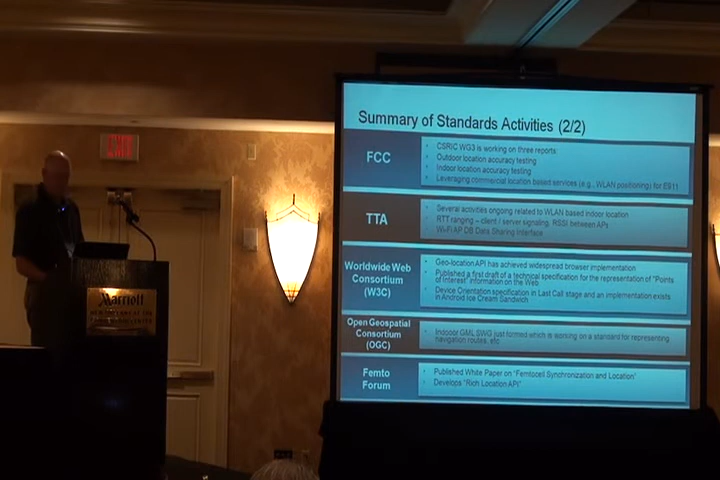 Summary of Standards Activities (2/2)
FCC
CSRIC WG3 is working on three reports
Outdoor location accuracy testing
Indoor location accuracy testing
Leveraging commercial location based services (e.g., WLAN positioning) for E911
TTA
Several activities ongoing related to WLAN based indoor location
RTT ranging – client / server signaling, RSSI between APs
Wi-Fi AP DB Data Sharing Interface
Worldwide Web
Consortium
(W3C)
Geo-location API has achieved widespread browser implementation
Published a first draft of a technical specification for the representation of "Points
of Interest" information on the Web
Device Orientation specification in Last Call stage and an implementation exists
in Android Ice Cream Sandwich
Open Geospatial
Consortium
(OGC)
Indoor GML SWG just formed which is working on a standard for representing
navigation routes, etc
Femto
Forum
Published White Paper on "Femtocell Synchronization and Location"
Develops "Rich Location API"
Marriott